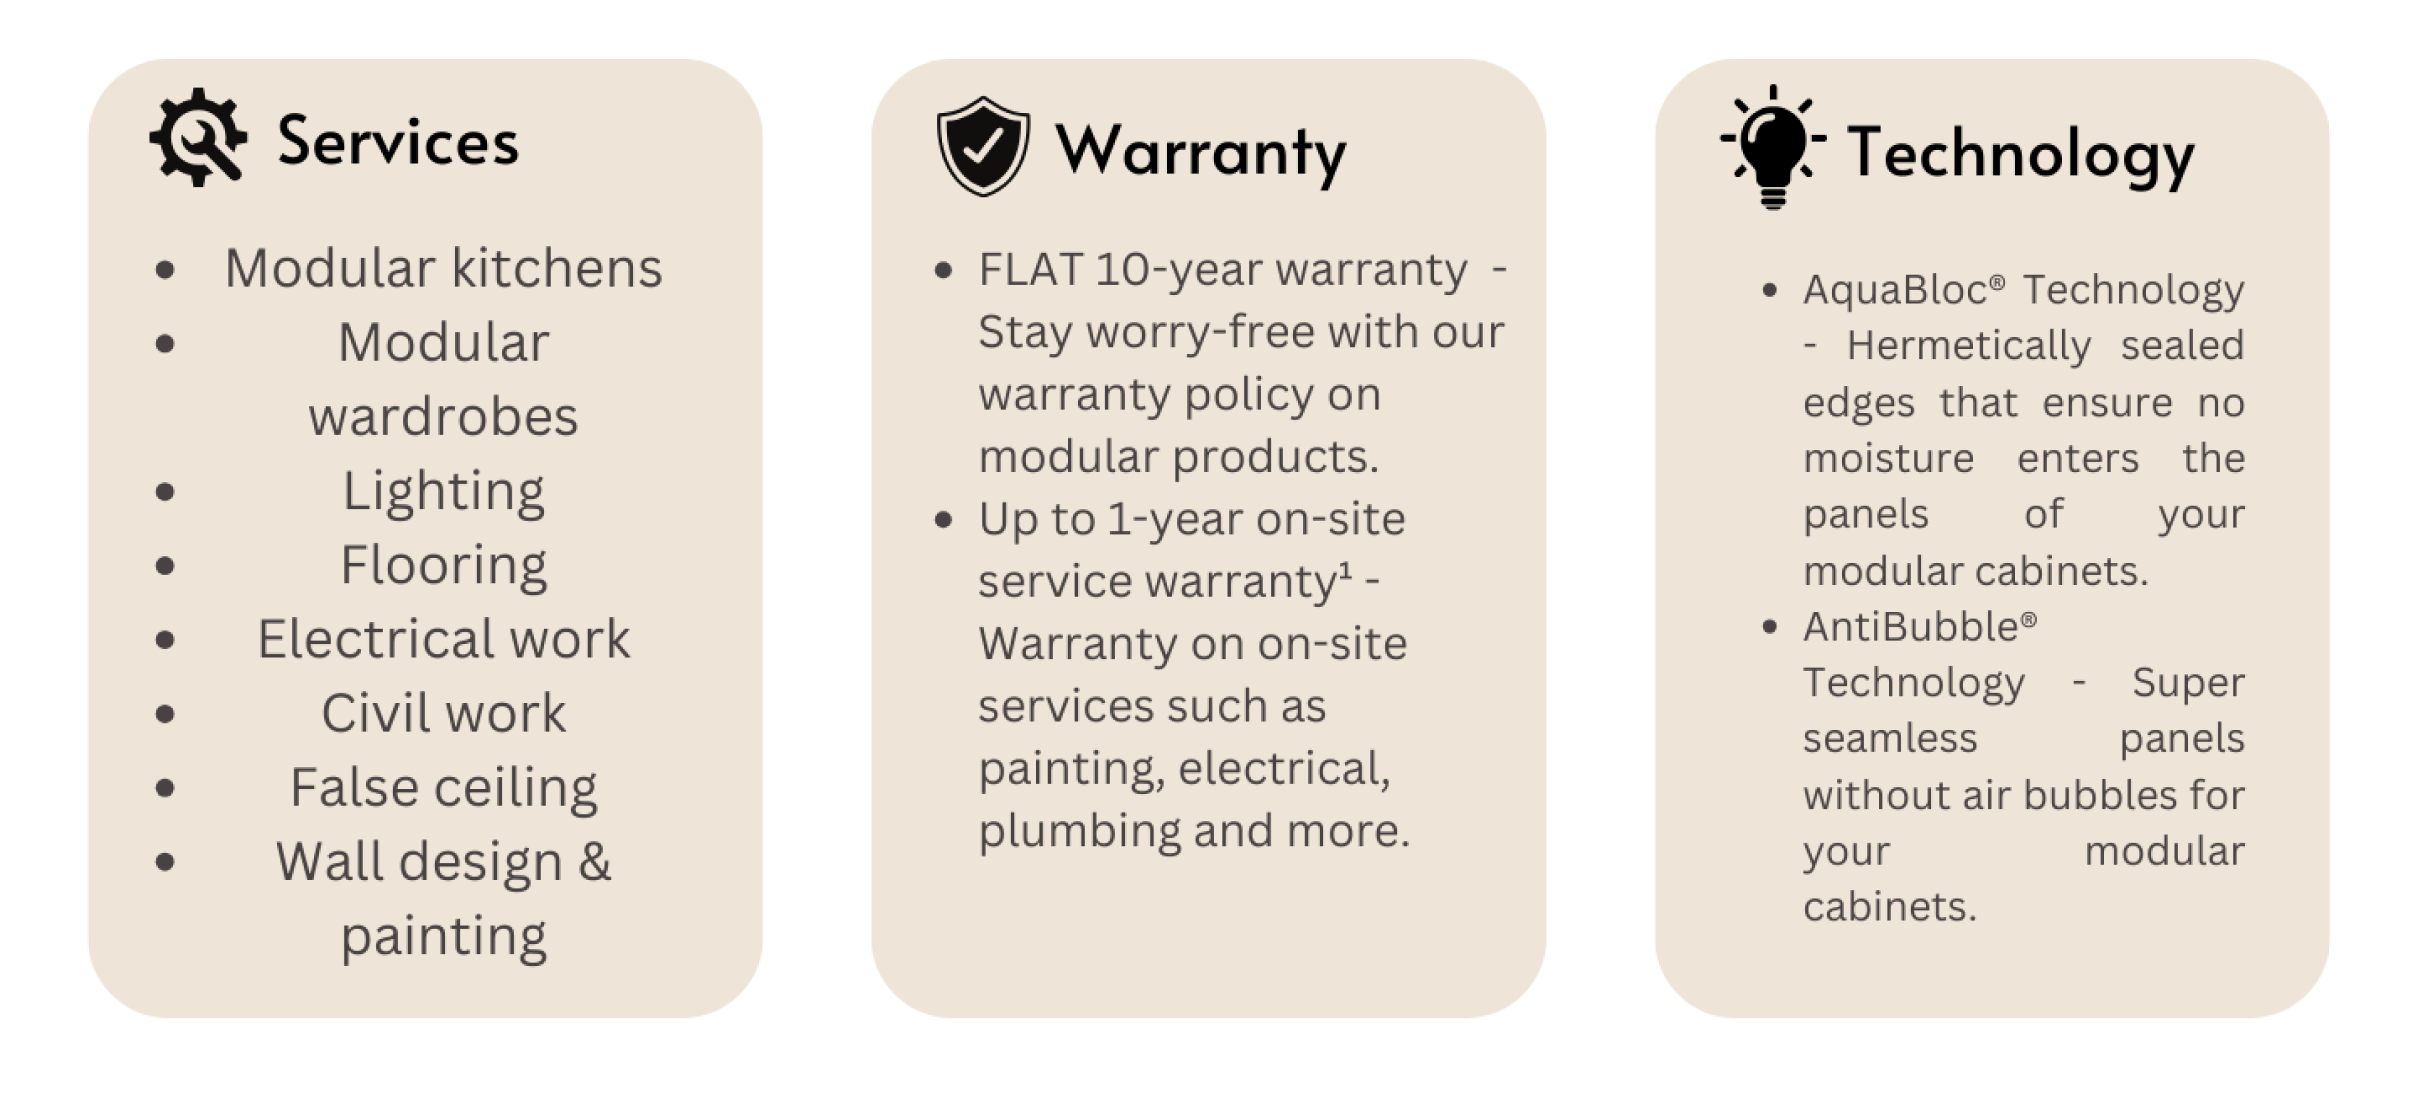 Services
• Modular kitchens
• Modular
wardrobes
• Lighting
• Flooring
• Electrical work
• Civil work
• False ceiling
• Wall design &
painting
Warranty
• FLAT 10-year warranty -
Stay worry-free with our
warranty policy on
modular products.
• Up to 1-year on-site
service warranty¹ -
Warranty on on-site
services such as
painting, electrical,
plumbing and more.
Technology
• AquaBloc® Technology
- Hermetically sealed
edges that ensure no
moisture enters the
panels of your
modular cabinets.
• AntiBubble®
Technology - Super
seamless panels
without air bubbles for
your modular
cabinets.